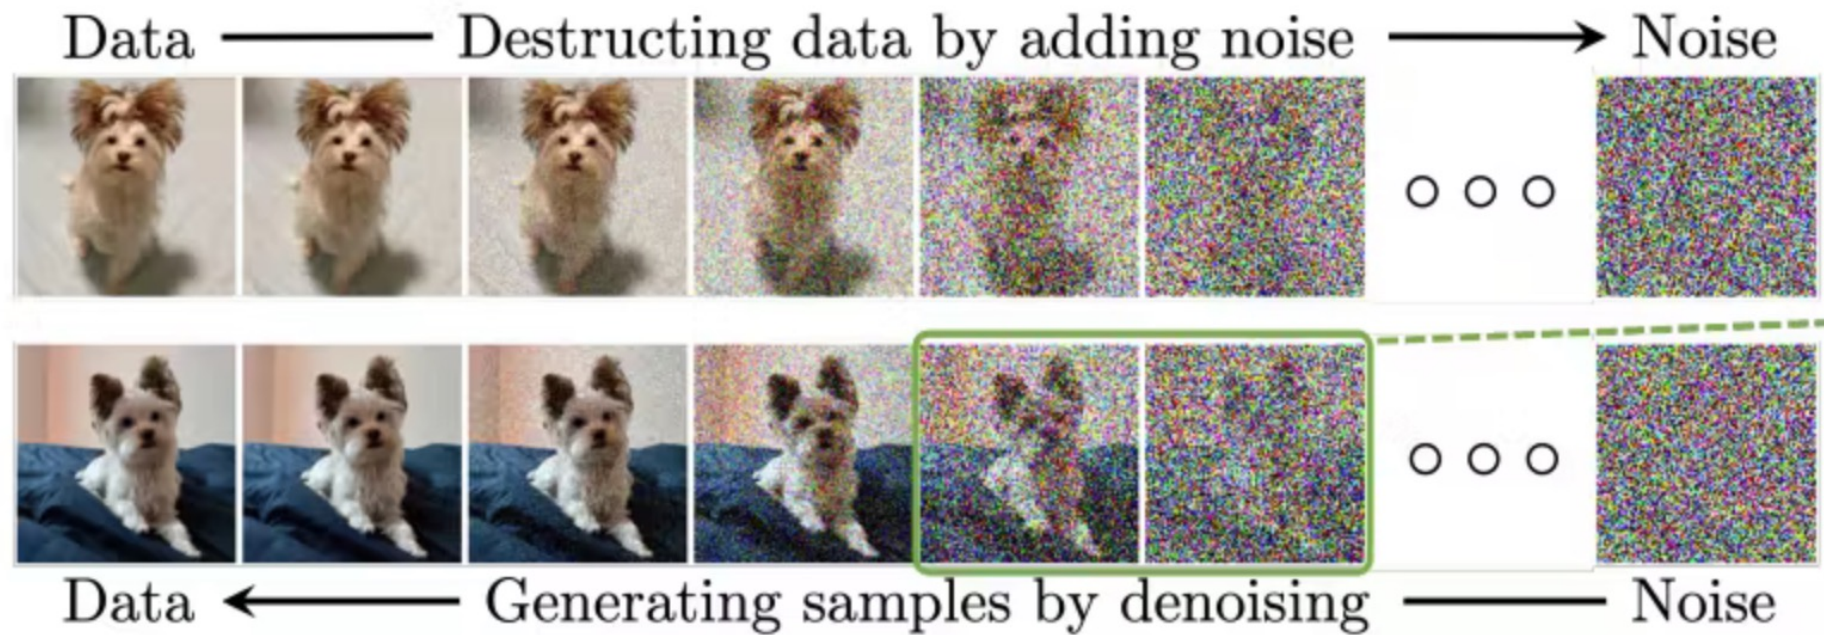 Data Destructing data by adding noise Noise
Data Generating samples by denoising Noise